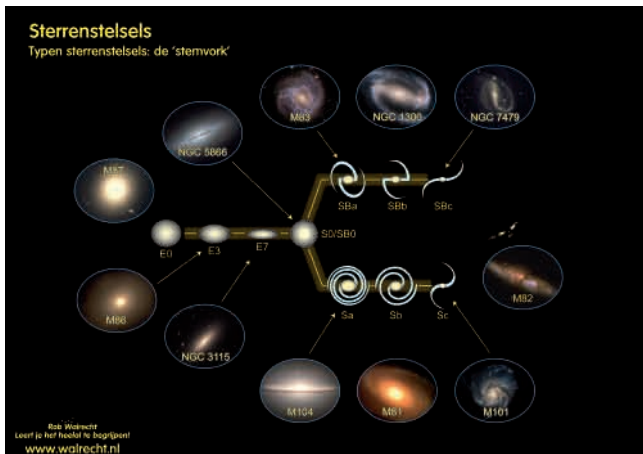 Sterrenstelsels
Typen sterrenstelsels: de 'stemvork'
M83
NGC 1300
NGC 7479
NGC 5866
M87
SBa
SBb
SBc
E0
E3
E7
S0/SB0
M82
M86
NGC 3115
Sa
Sb
Sc
M104
M81
M101
Rob Walrecht
Leert je het heelal te begrijpen!
www.walrecht.nl